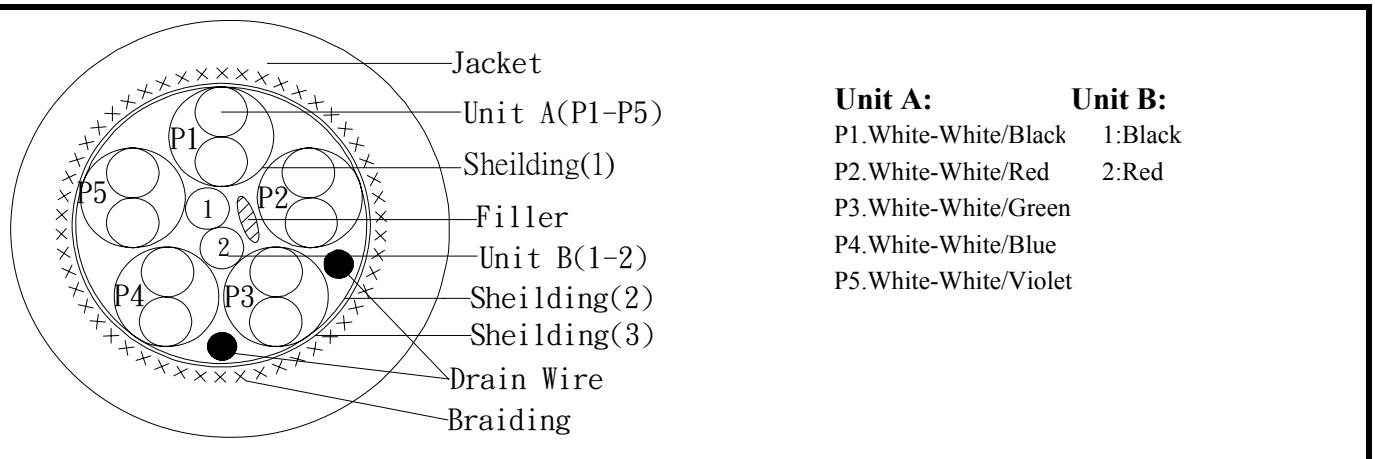 Jacket
Unit A(P1-P5)
Sheilding(1)
Filler
Unit B(1-2)
Sheilding(2)
Sheilding(3)
Drain Wire
Braiding
P1
P2
P5
1
2
P4
P3
Unit A: Unit B:
P1.White-White/Black 1:Black
P2.White-White/Red 2:Red
P3.White-White/Green
P4.White-White/Blue
P5.White-White/Violet